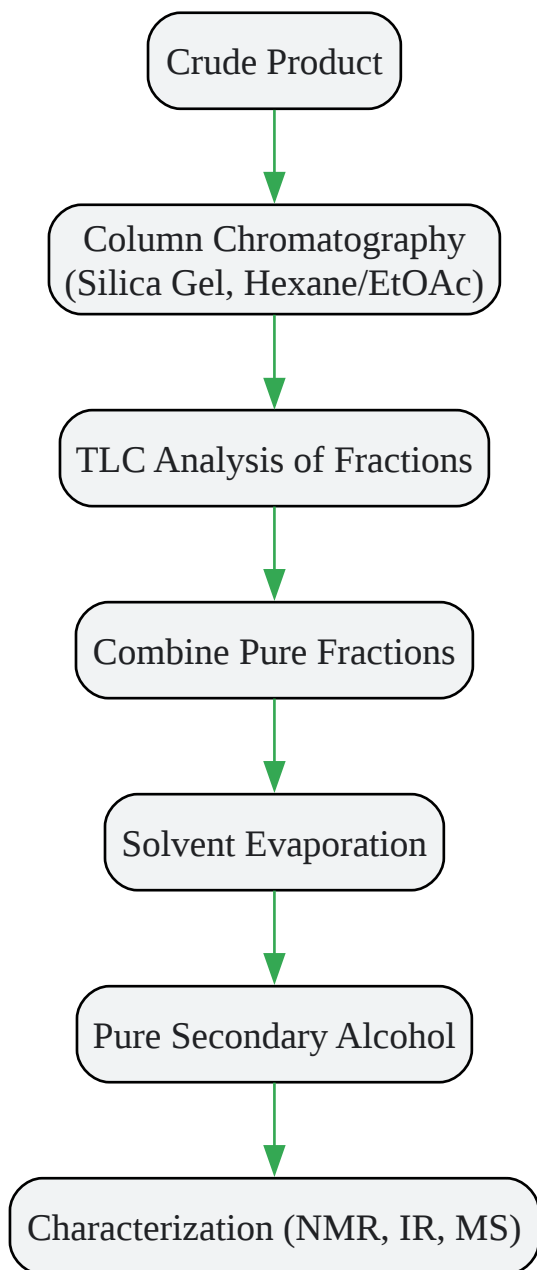 Crude Product
Column Chromatography
(Silica Gel, Hexane/EtOAc)
TLC Analysis of Fractions
Combine Pure Fractions
Solvent Evaporation
Pure Secondary Alcohol
Characterization (NMR, IR, MS)